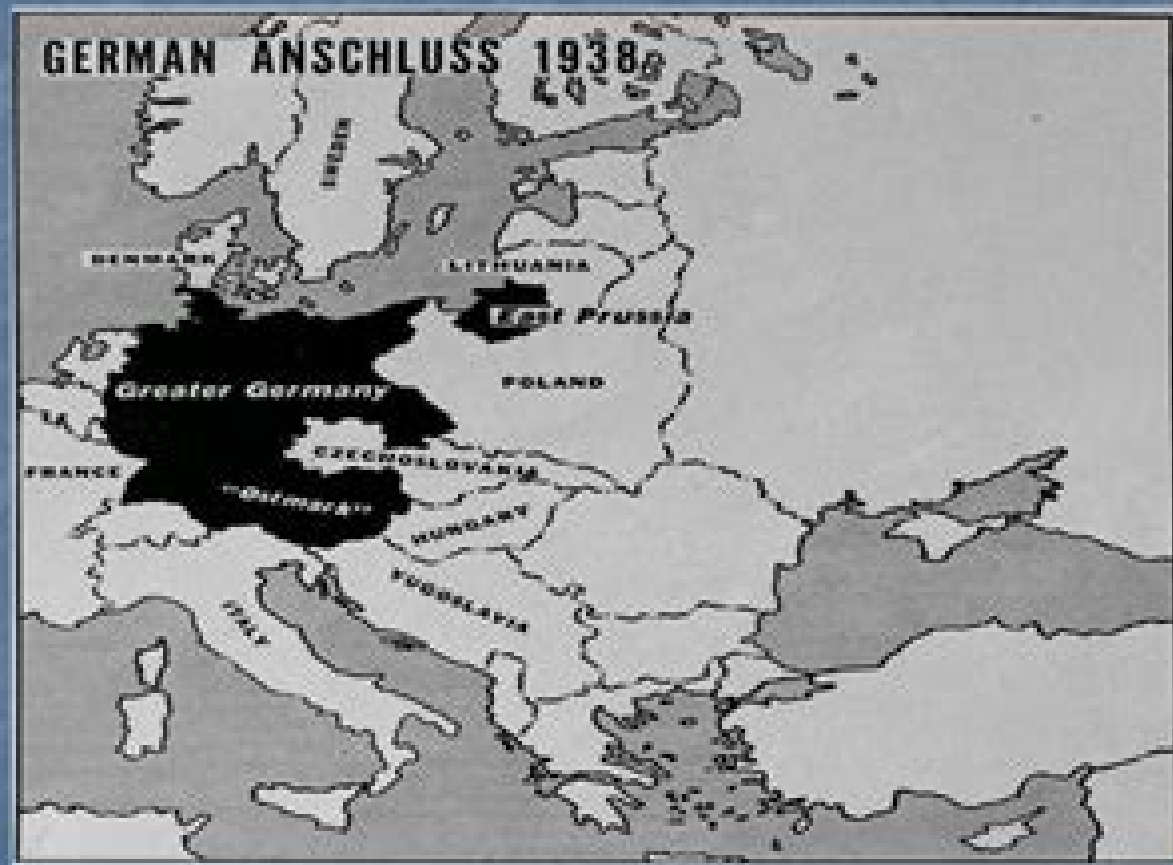 GERMAN ANSCHLUSS 1938
SWEDEN
DENMARK
LITHUANIA
East Prussia
POLAND
Greater Germany
CZECHOSLOVAKIA
FRANCE
"Ostmark"
HUNGARY
YUGOSLAVIA
ITALY